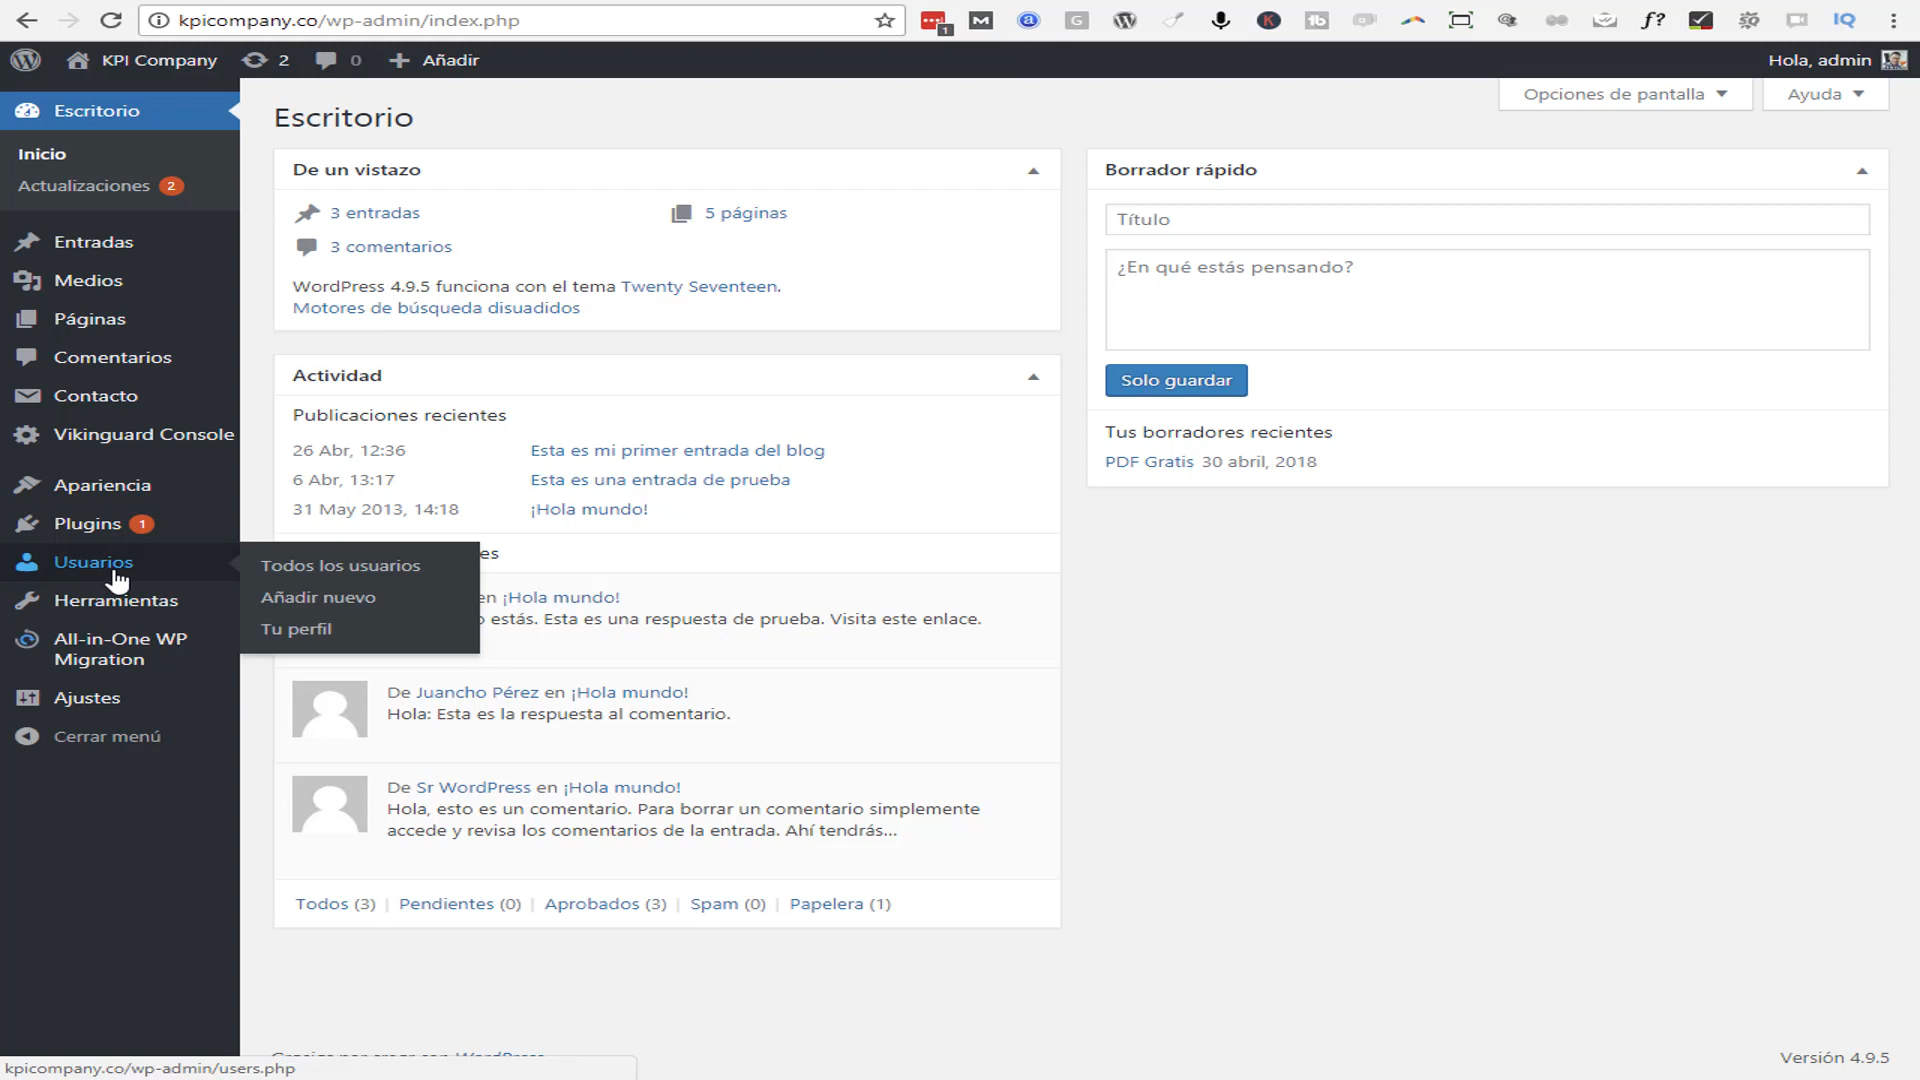 kpicompany.co/wp-admin/index.php
1
KPI Company
2
0
Añadir
Hola, admin
Escritorio
Inicio
Actualizaciones 2
Entradas
Medios
Páginas
Comentarios
Contacto
Vikinguard Console
Apariencia
Plugins 1
Usuarios
Herramientas
All-in-One WP
Migration
Ajustes
Cerrar menú
Todos los usuarios
Añadir nuevo
Tu perfil
Escritorio
Opciones de pantalla
Ayuda
De un vistazo
3 entradas
5 páginas
3 comentarios
WordPress 4.9.5 funciona con el tema Twenty Seventeen.
Motores de búsqueda disuadidos
Actividad
Publicaciones recientes
26 Abr, 12:36 Esta es mi primer entrada del blog
6 Abr, 13:17 Esta es una entrada de prueba
31 May 2013, 14:18 ¡Hola mundo!
es
en ¡Hola mundo!
estás. Esta es una respuesta de prueba. Visita este enlace.
De Juancho Pérez en ¡Hola mundo!
Hola: Esta es la respuesta al comentario.
De Sr WordPress en ¡Hola mundo!
Hola, esto es un comentario. Para borrar un comentario simplemente
accede y revisa los comentarios de la entrada. Ahí tendrás...
Todos (3) | Pendientes (0) | Aprobados (3) | Spam (0) | Papelera (1)
Borrador rápido
Título
¿En qué estás pensando?
Solo guardar
Tus borradores recientes
PDF Gratis 30 abril, 2018
Versión 4.9.5
kpicompany.co/wp-admin/users.php